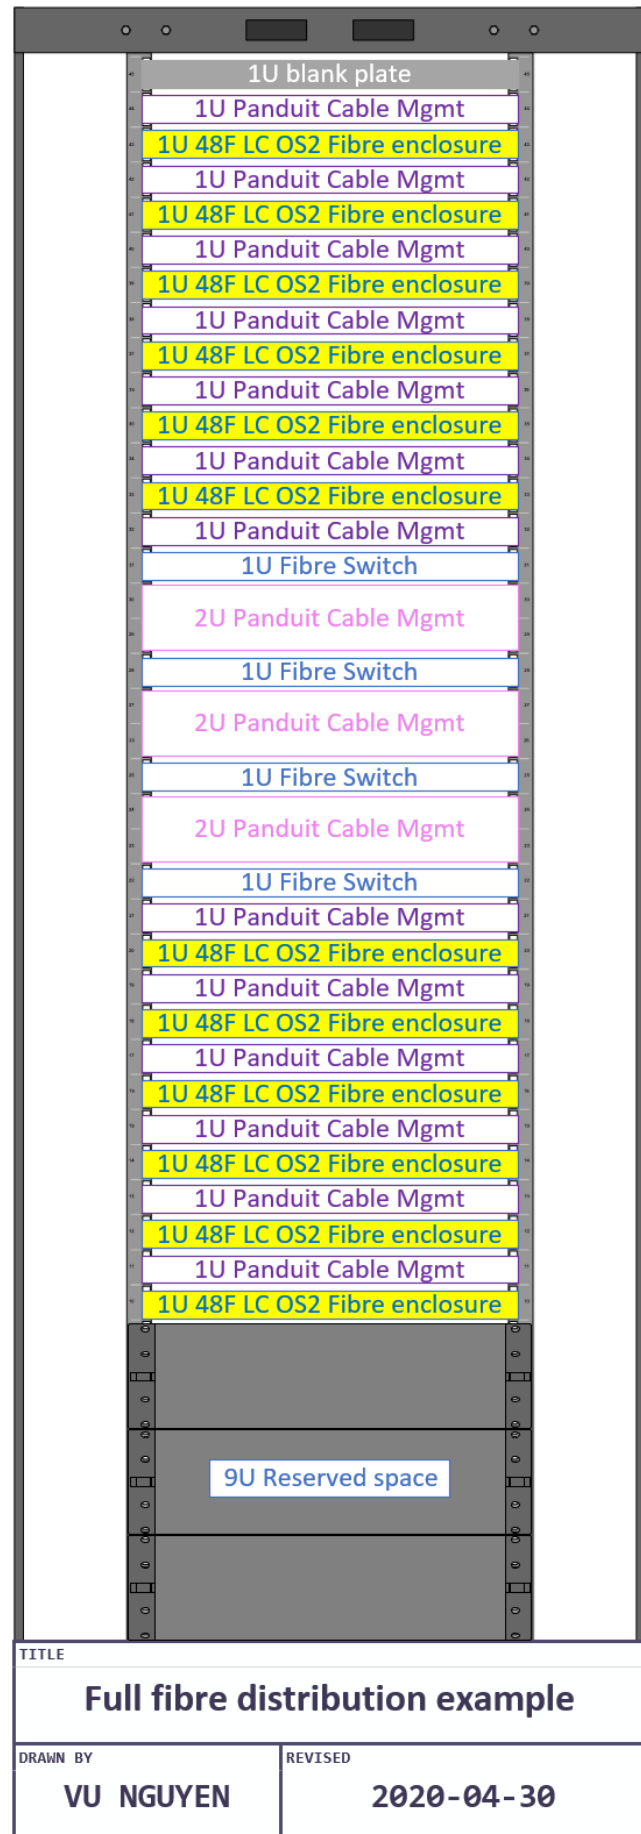 1U blank plate
1U Panduit Cable Mgmt
1U 48F LC OS2 Fibre enclosure
1U Panduit Cable Mgmt
1U 48F LC OS2 Fibre enclosure
1U Panduit Cable Mgmt
1U 48F LC OS2 Fibre enclosure
1U Panduit Cable Mgmt
1U 48F LC OS2 Fibre enclosure
1U Panduit Cable Mgmt
1U 48F LC OS2 Fibre enclosure
1U Panduit Cable Mgmt
1U 48F LC OS2 Fibre enclosure
1U Panduit Cable Mgmt
1U Fibre Switch
2U Panduit Cable Mgmt
1U Fibre Switch
2U Panduit Cable Mgmt
1U Fibre Switch
2U Panduit Cable Mgmt
1U Fibre Switch
1U Panduit Cable Mgmt
1U 48F LC OS2 Fibre enclosure
1U Panduit Cable Mgmt
1U 48F LC OS2 Fibre enclosure
1U Panduit Cable Mgmt
1U 48F LC OS2 Fibre enclosure
1U Panduit Cable Mgmt
1U 48F LC OS2 Fibre enclosure
1U Panduit Cable Mgmt
1U 48F LC OS2 Fibre enclosure
1U Panduit Cable Mgmt
1U 48F LC OS2 Fibre enclosure
9U Reserved space
TITLE
Full fibre distribution example
DRAWN BY
VU NGUYEN
REVISED
2020-04-30